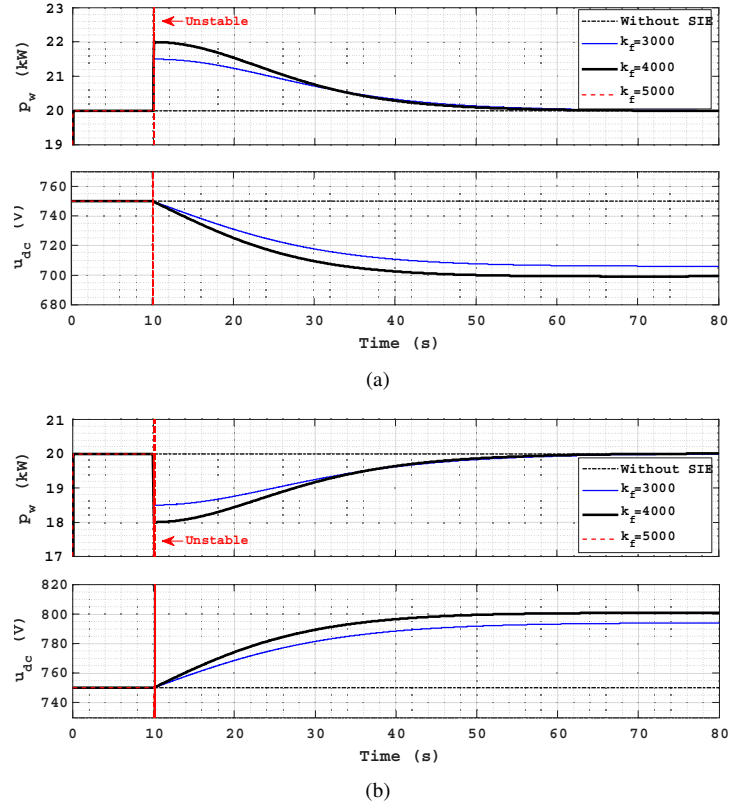 23
22
21
20
19
p_w (kW)
Unstable
Without SIE
k_f=3000
k_f=4000
k_f=5000
760
740
720
700
680
u_dc (V)
0 10 20 30 40 50 60 70 80
Time (s)
(a)
21
20
19
18
17
p_w (kW)
Unstable
Without SIE
k_f=3000
k_f=4000
k_f=5000
820
800
780
760
740
u_dc (V)
0 10 20 30 40 50 60 70 80
Time (s)
(b)